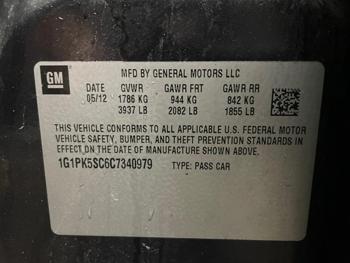 GM
MFD BY GENERAL MOTORS LLC
DATE GVWR GAWR FRT GAWR RR
05/12 1786 KG 944 KG 842 KG
3937 LB 2082 LB 1855 LB
THIS VEHICLE CONFORMS TO ALL APPLICABLE U.S. FEDERAL MOTOR
VEHICLE SAFETY, BUMPER, AND THEFT PREVENTION STANDARDS IN
EFFECT ON THE DATE OF MANUFACTURE SHOWN ABOVE.
1G1PK5SC6C7340979 TYPE: PASS CAR